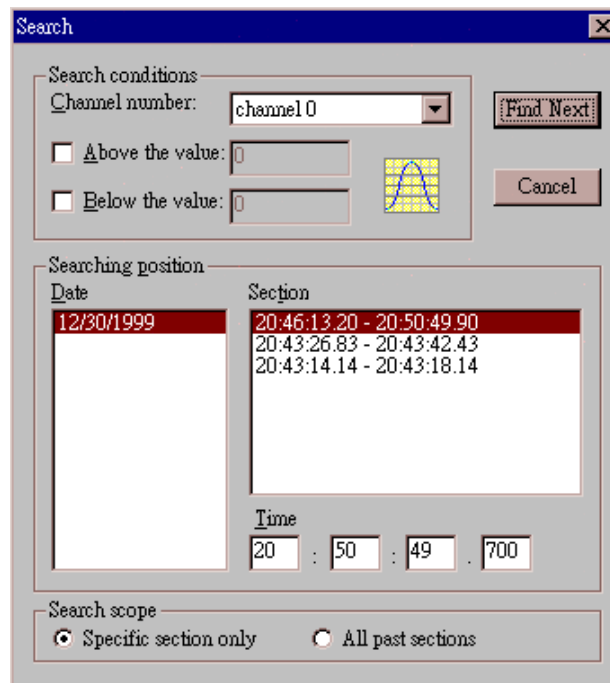 Search
Search conditions
Channel number: channel 0
Find Next
Above the value: 0
Below the value: 0
Cancel
Searching position
Date
Section
12/30/1999
20:46:13.20 - 20:50:49.90
20:43:26.83 - 20:43:42.43
20:43:14.14 - 20:43:18.14
Time
20 : 50 : 49 . 700
Search scope
Specific section only
All past sections